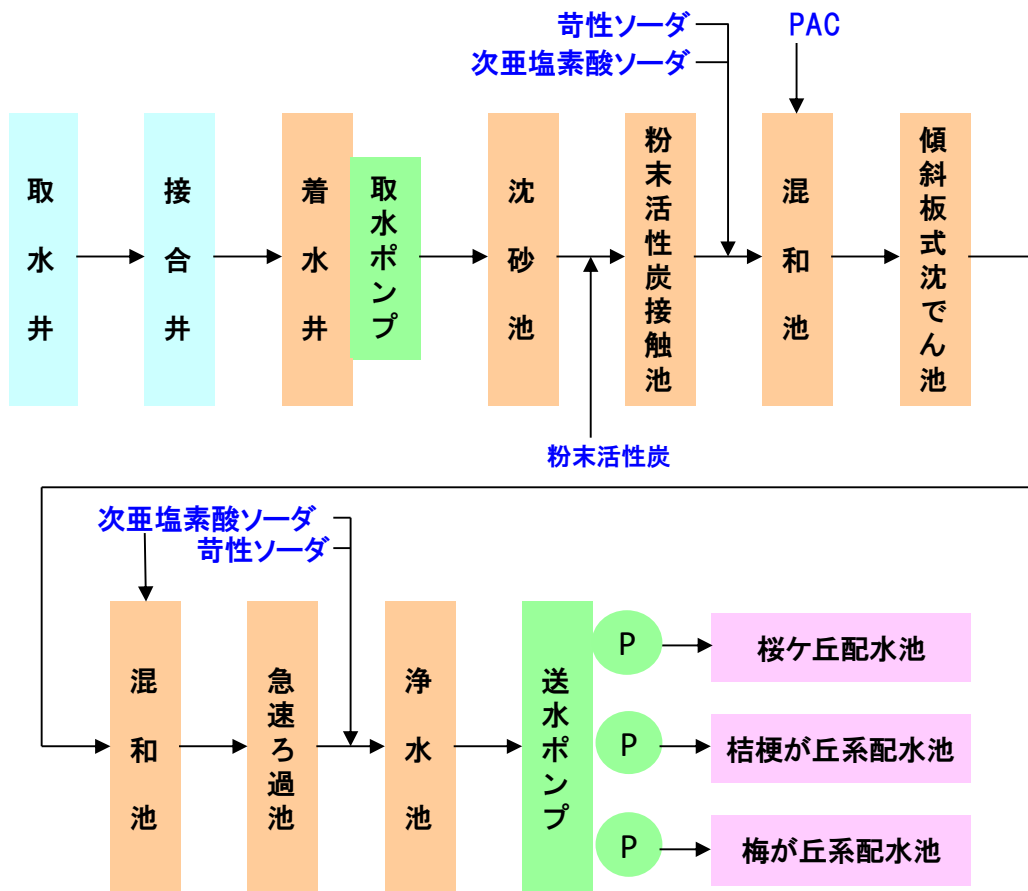 苛性ソーダ
PAC
次亜塩素酸ソーダ
取水井
接合井
着水井
取水ポンプ
沈砂池
粉末活性炭接触池
混和池
傾斜板式沈でん池
粉末活性炭
次亜塩素酸ソーダ
苛性ソーダ
混和池
急速ろ過池
浄水池
送水ポンプ
P
桜ケ丘配水池
P
桔梗が丘系配水池
P
梅が丘系配水池